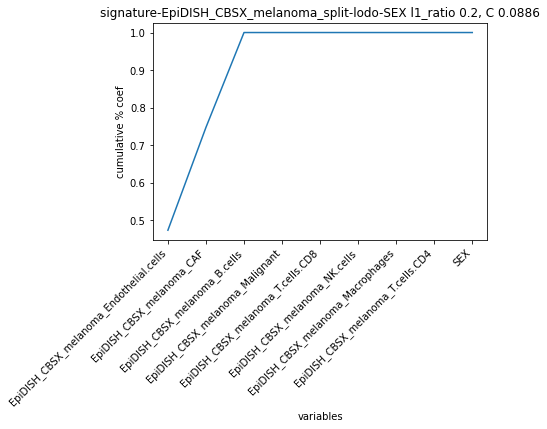 signature-EpiDISH_CBSX_melanoma_split-lodo-SEX l1_ratio 0.2, C 0.0886
cumulative % coef
1.0
0.9
0.8
0.7
0.6
0.5
EpiDISH_CBSX_melanoma_Endothelial.cells
EpiDISH_CBSX_melanoma_CAF
EpiDISH_CBSX_melanoma_B.cells
EpiDISH_CBSX_melanoma_Malignant
EpiDISH_CBSX_melanoma_T.cells.CD8
EpiDISH_CBSX_melanoma_NK.cells
EpiDISH_CBSX_melanoma_Macrophages
EpiDISH_CBSX_melanoma_T.cells.CD4
SEX
variables